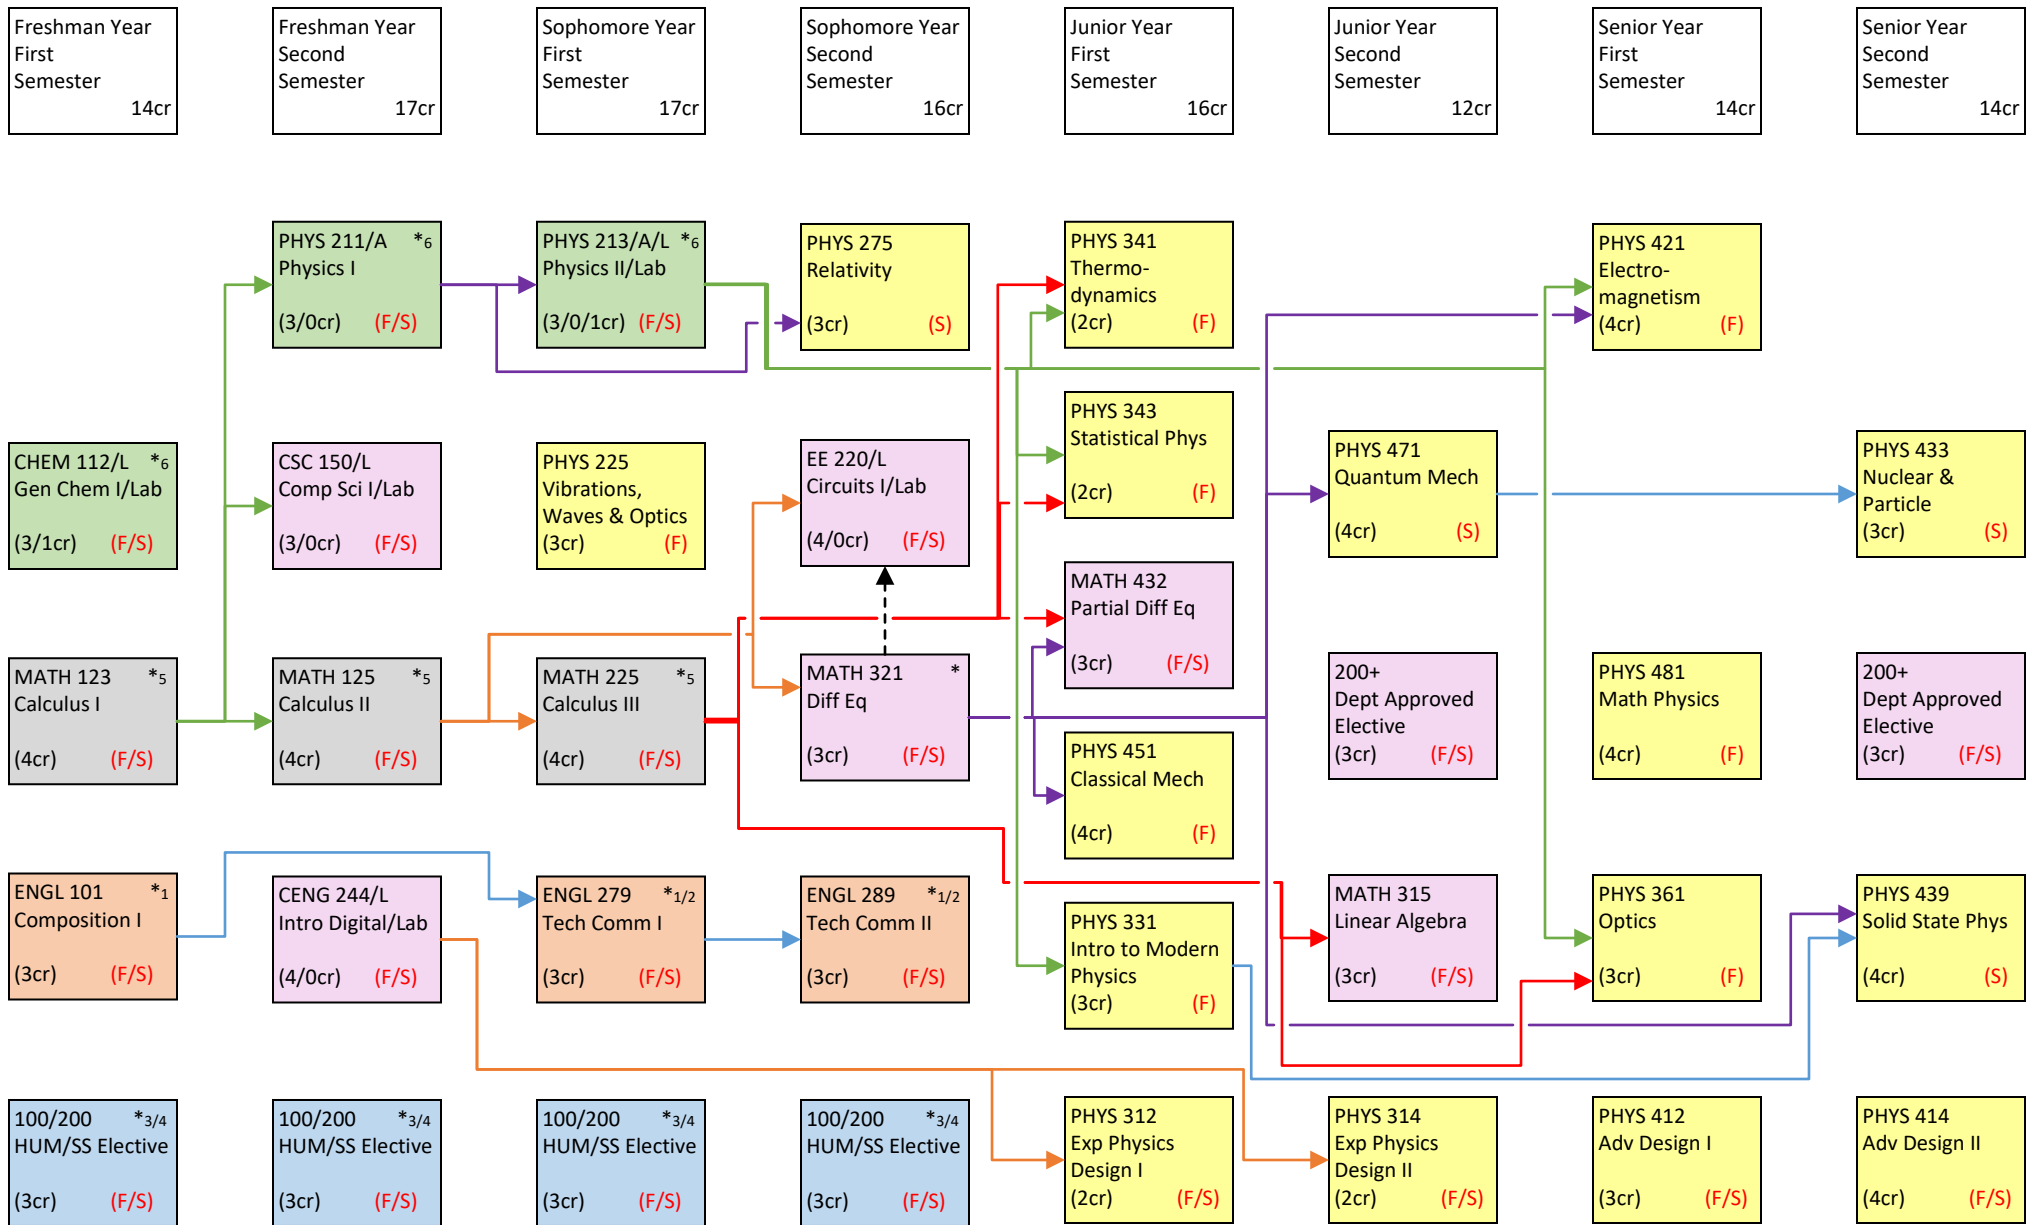 Freshman Year
First
Semester
14cr
Freshman Year
Second
Semester
17cr
Sophomore Year
First
Semester
17cr
Sophomore Year
Second
Semester
16cr
Junior Year
First
Semester
16cr
Junior Year
Second
Semester
12cr
Senior Year
First
Semester
14cr
Senior Year
Second
Semester
14cr
PHYS 211/A *6
Physics I
(3/0cr) (F/S)
PHYS 213/A/L *6
Physics II/Lab
(3/0/1cr) (F/S)
PHYS 275
Relativity
(3cr) (S)
PHYS 341
Thermo-
dynamics
(2cr) (F)
PHYS 421
Electro-
magnetism
(4cr) (F)
PHYS 343
Statistical Phys
(2cr) (F)
CHEM 112/L *6
Gen Chem I/Lab
(3/1cr) (F/S)
CSC 150/L
Comp Sci I/Lab
(3/0cr) (F/S)
PHYS 225
Vibrations,
Waves & Optics
(3cr) (F)
EE 220/L
Circuits I/Lab
(4/0cr) (F/S)
PHYS 471
Quantum Mech
(4cr) (S)
PHYS 433
Nuclear &
Particle
(3cr) (S)
MATH 432
Partial Diff Eq
(3cr) (F/S)
MATH 123 *5
Calculus I
(4cr) (F/S)
MATH 125 *5
Calculus II
(4cr) (F/S)
MATH 225 *5
Calculus III
(4cr) (F/S)
MATH 321 *
Diff Eq
(3cr) (F/S)
200+
Dept Approved
Elective
(3cr) (F/S)
PHYS 481
Math Physics
(4cr) (F)
200+
Dept Approved
Elective
(3cr) (F/S)
PHYS 451
Classical Mech
(4cr) (F)
ENGL 101 *1
Composition I
(3cr) (F/S)
CENG 244/L
Intro Digital/Lab
(4/0cr) (F/S)
ENGL 279 *1/2
Tech Comm I
(3cr) (F/S)
ENGL 289 *1/2
Tech Comm II
(3cr) (F/S)
PHYS 331
Intro to Modern
Physics
(3cr) (F)
MATH 315
Linear Algebra
(3cr) (F/S)
PHYS 361
Optics
(3cr) (F)
PHYS 439
Solid State Phys
(4cr) (S)
100/200 *3/4
HUM/SS Elective
(3cr) (F/S)
100/200 *3/4
HUM/SS Elective
(3cr) (F/S)
100/200 *3/4
HUM/SS Elective
(3cr) (F/S)
100/200 *3/4
HUM/SS Elective
(3cr) (F/S)
PHYS 312
Exp Physics
Design I
(2cr) (F/S)
PHYS 314
Exp Physics
Design II
(2cr) (F/S)
PHYS 412
Adv Design I
(3cr) (F/S)
PHYS 414
Adv Design II
(4cr) (F/S)